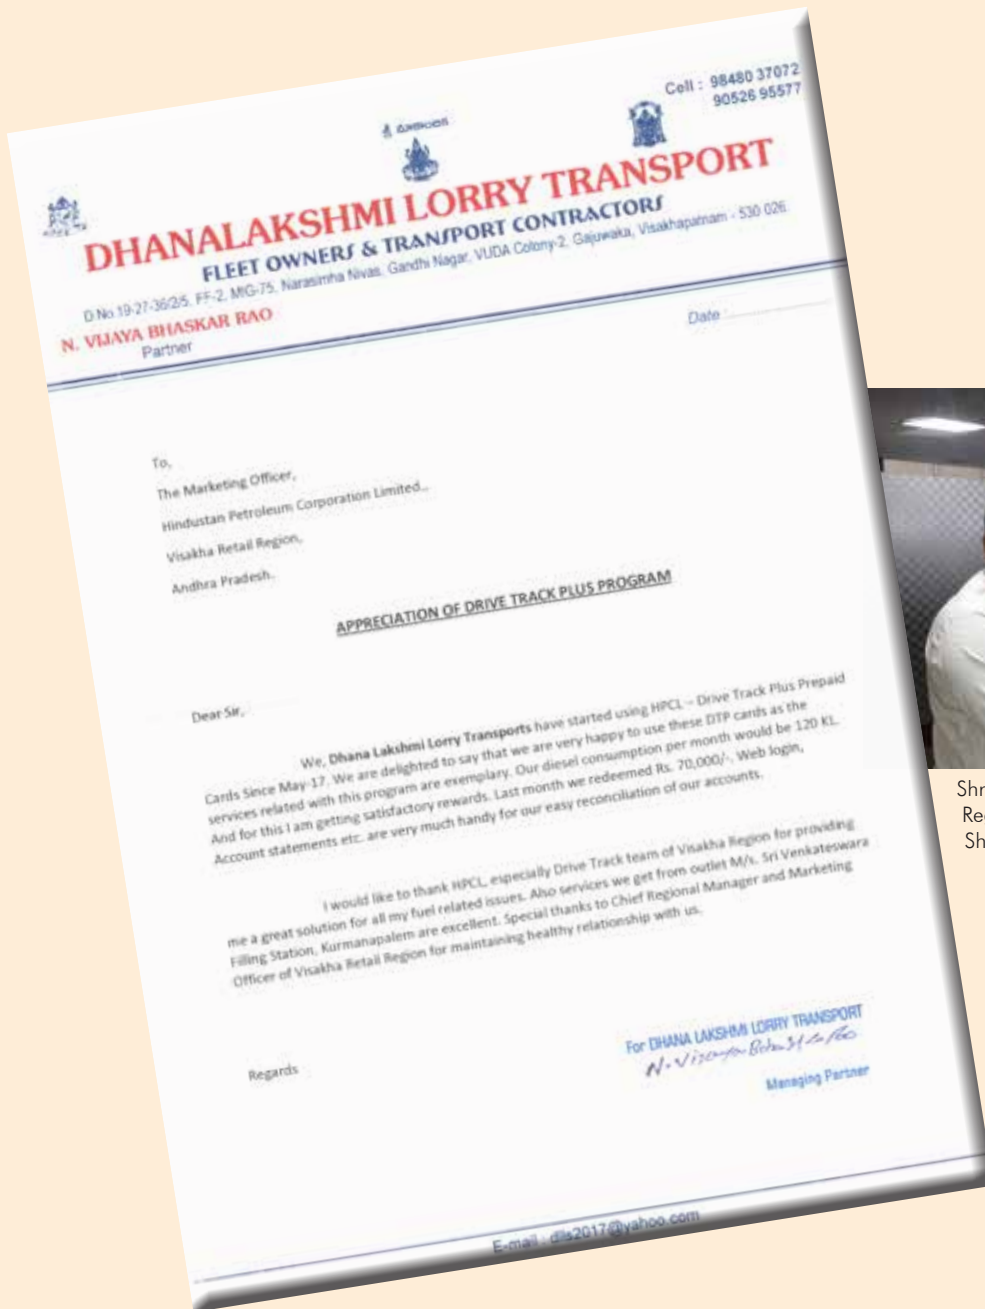 Cell : 98480 37072
90526 95577
DHANALAKSHMI LORRY TRANSPORT
FLEET OWNERS & TRANSPORT CONTRACTORS
D.No.19-27-36/2/5, FF-2, MIG-75, Narasimha Nivas, Gandhi Nagar, VUDA Colony-2, Gajuwaka, Visakhapatnam - 530 026.
N. VIJAYA BHASKAR RAO
Partner
Date :
To,
The Marketing Officer,
Hindustan Petroleum Corporation Limited.,
Visakha Retail Region,
Andhra Pradesh.
APPRECIATION OF DRIVE TRACK PLUS PROGRAM
Dear Sir,
We, Dhana Lakshmi Lorry Transports have started using HPCL – Drive Track Plus Prepaid
Cards Since May-17. We are delighted to say that we are very happy to use these DTP cards as the
services related with this program are exemplary. Our diesel consumption per month would be 120 KL.
And for this I am getting satisfactory rewards. Last month we redeemed Rs. 70,000/-. Web login,
Account statements etc. are very much handy for our easy reconciliation of our accounts.
I would like to thank HPCL, especially Drive Track team of Visakha Region for providing
me a great solution for all my fuel related issues. Also services we get from outlet M/s. Sri Venkateswara
Filling Station, Kurmanapalem are excellent. Special thanks to Chief Regional Manager and Marketing
Officer of Visakha Retail Region for maintaining healthy relationship with us.
Regards
For DHANA LAKSHMI LORRY TRANSPORT
Managing Partner
E-mail : dlls2017@yahoo.com
Shr
Re
Sh